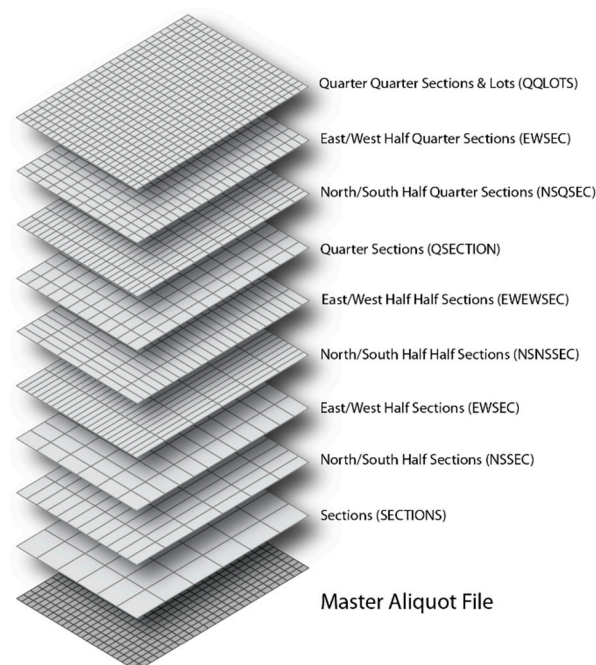 Quarter Quarter Sections & Lots (QQLOTS)
East/West Half Quarter Sections (EWSEC)
North/South Half Quarter Sections (NSQSEC)
Quarter Sections (QSECTION)
East/West Half Half Sections (EWEWSEC)
North/South Half Half Sections (NSNSSEC)
East/West Half Sections (EWSEC)
North/South Half Sections (NSSEC)
Sections (SECTIONS)
Master Aliquot File